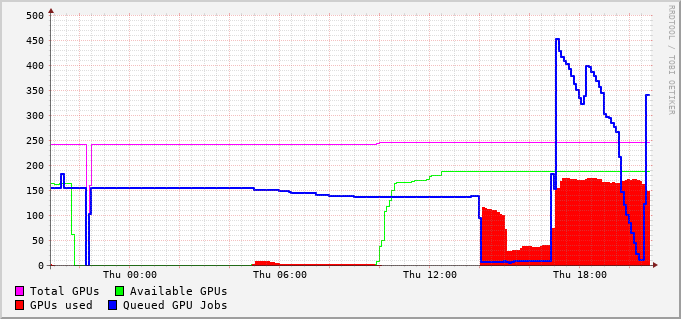 500
450
400
350
300
250
200
150
100
50
0
Thu 00:00 Thu 06:00 Thu 12:00 Thu 18:00
Total GPUs Available GPUs
GPUs used Queued GPU Jobs
RRDTOOL / TOBI OETIKER